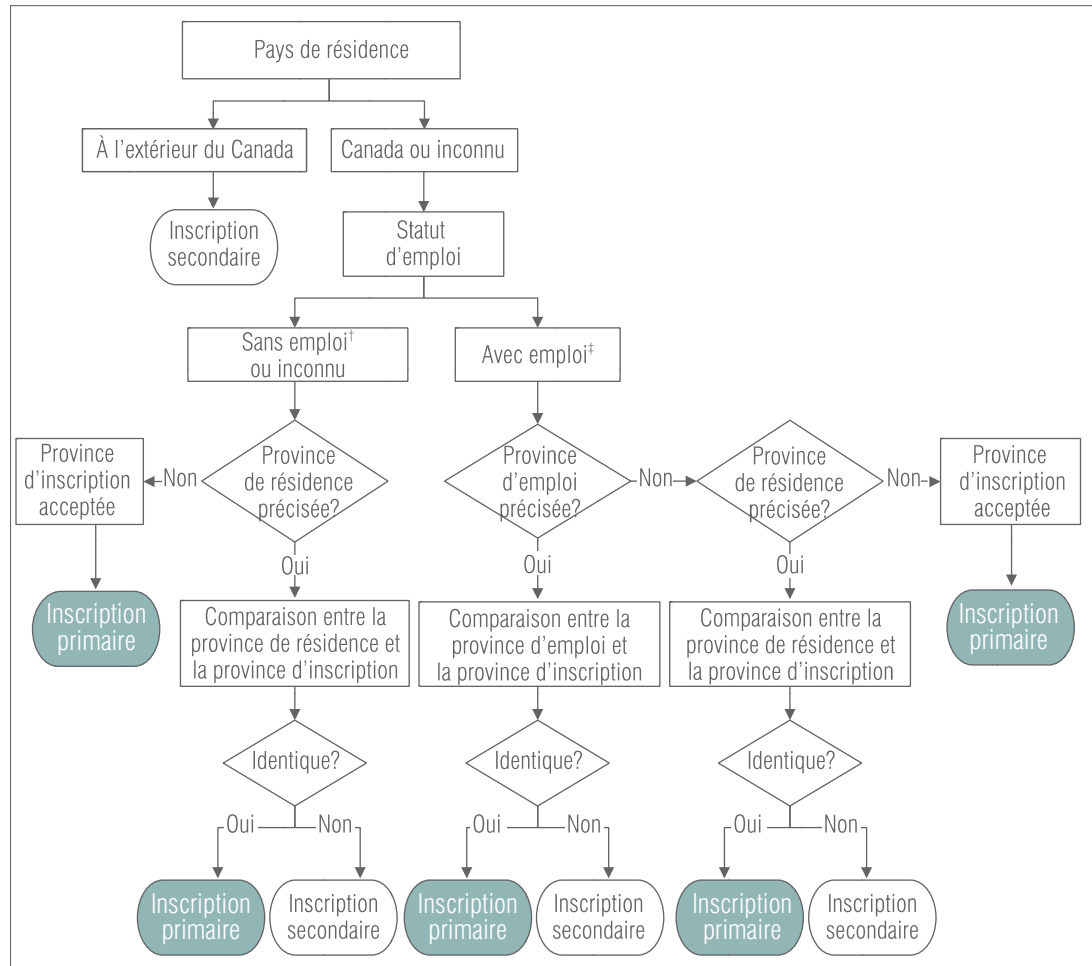 Pays de résidence
À l'extérieur du Canada
Canada ou inconnu
Inscription
secondaire
Statut
d'emploi
Sans emploi†
ou inconnu
Avec emploi‡
Province
d'inscription
acceptée
Non
Province
de résidence
précisée?
Province
d'emploi
précisée?
Non
Province
de résidence
précisée?
Non
Province
d'inscription
acceptée
Oui
Oui
Oui
Inscription
primaire
Comparaison entre la
province de résidence et
la province d'inscription
Comparaison entre la
province d'emploi et
la province d'inscription
Comparaison entre la
province de résidence et
la province d'inscription
Inscription
primaire
Identique?
Identique?
Identique?
Oui
Non
Oui
Non
Oui
Non
Inscription
primaire
Inscription
secondaire
Inscription
primaire
Inscription
secondaire
Inscription
primaire
Inscription
secondaire